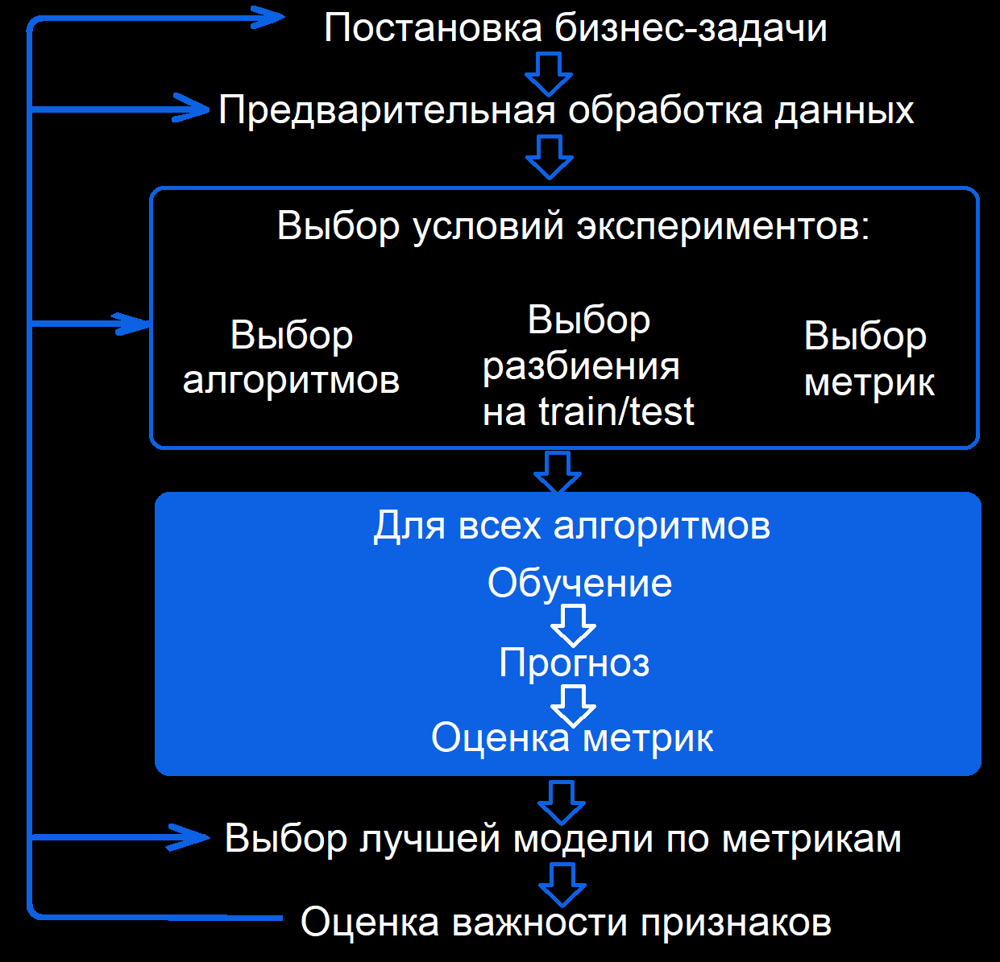 Постановка бизнес-задачи
Предварительная обработка данных
Выбор условий экспериментов:
Выбор
алгоритмов
Выбор
разбиения
на train/test
Выбор
метрик
Для всех алгоритмов
Обучение
Прогноз
Оценка метрик
Выбор лучшей модели по метрикам
Оценка важности признаков